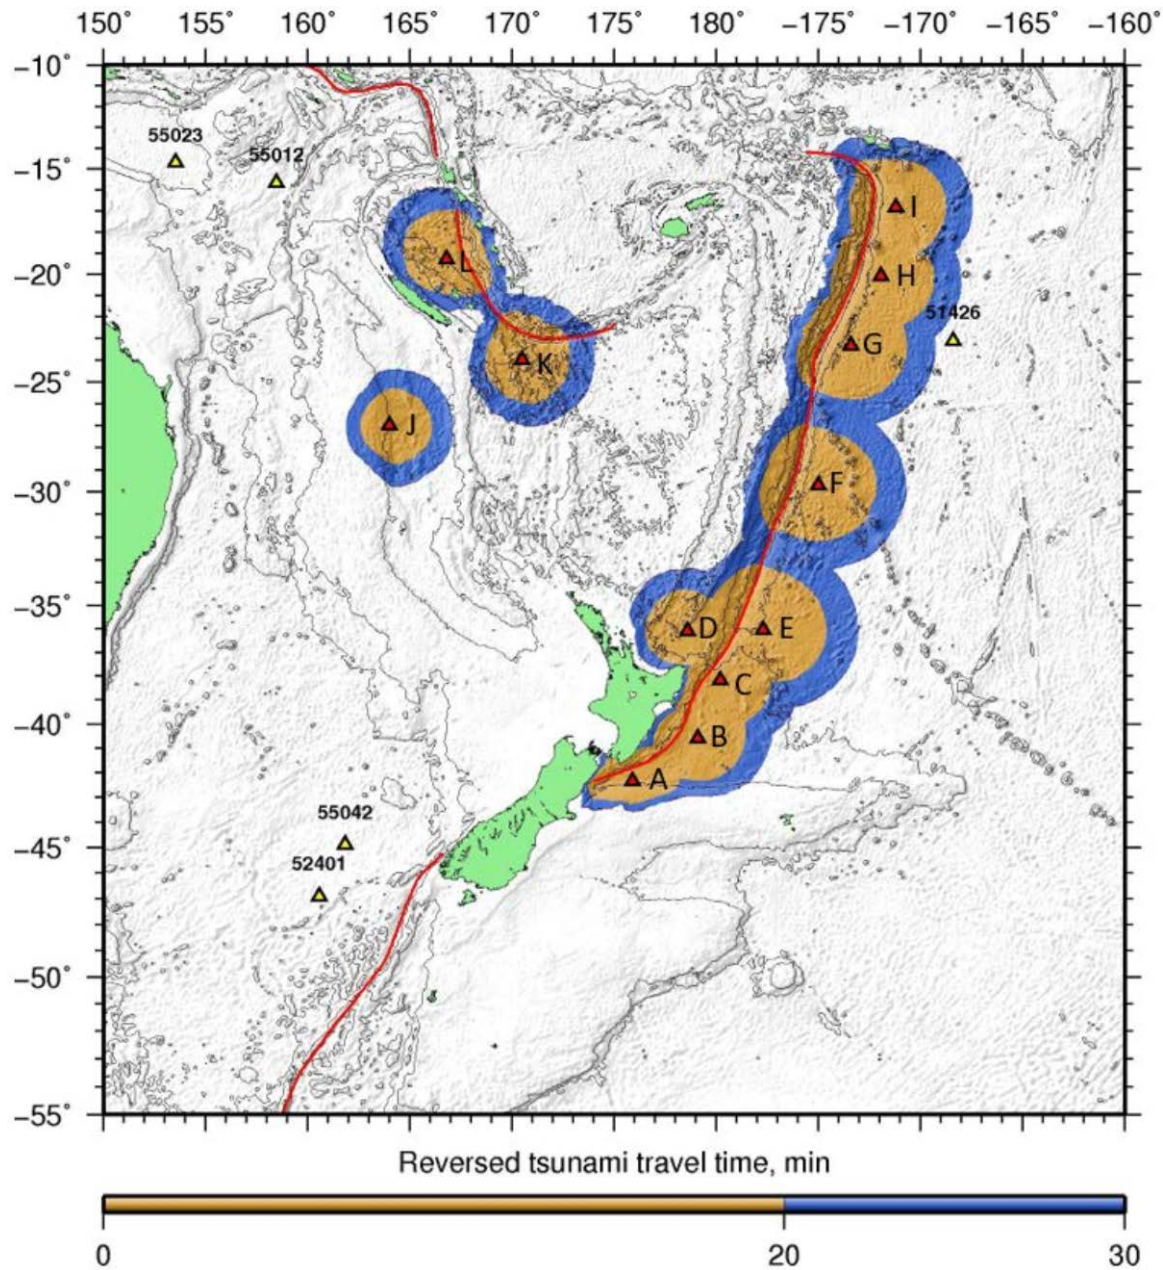 150° 155° 160° 165° 170° 175° 180° −175° −170° −165° −160°
−10°
55023
55012
−15°
I
L
−20°
H
51426
G
K
−25°
J
F
−30°
−35°
D E
C
−40°
B
A
55042
−45°
52401
−50°
−55°
Reversed tsunami travel time, min
0 20 30